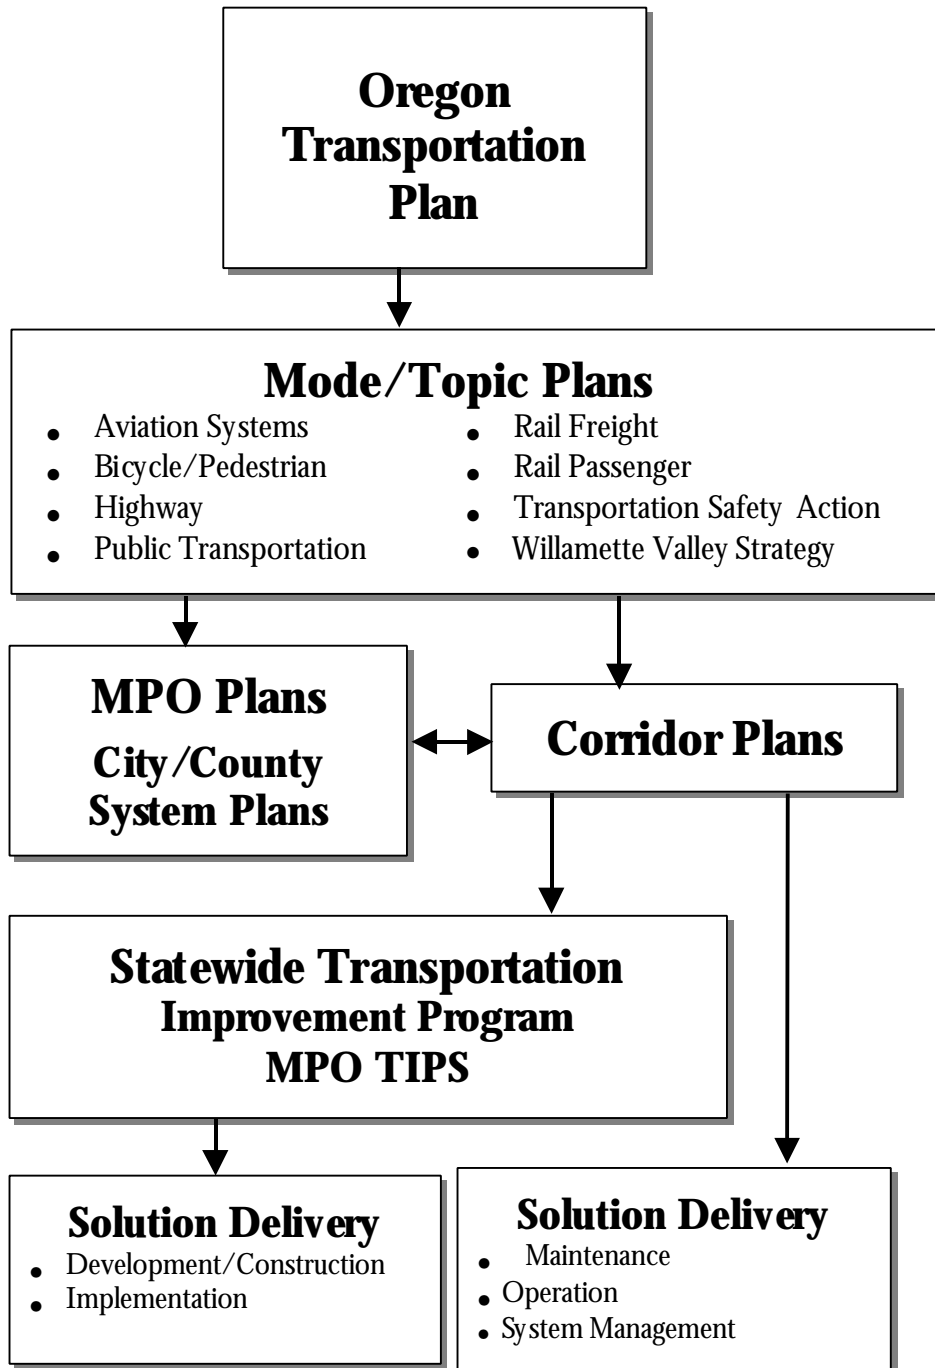 Oregon
Transportation
Plan
Mode/Topic Plans
• Aviation Systems
• Bicycle/Pedestrian
• Highway
• Public Transportation
• Rail Freight
• Rail Passenger
• Transportation Safety Action
• Willamette Valley Strategy
MPO Plans
City/County
System Plans
Corridor Plans
Statewide Transportation
Improvement Program
MPO TIPS
Solution Delivery
• Development/Construction
• Implementation
Solution Delivery
• Maintenance
• Operation
• System Management